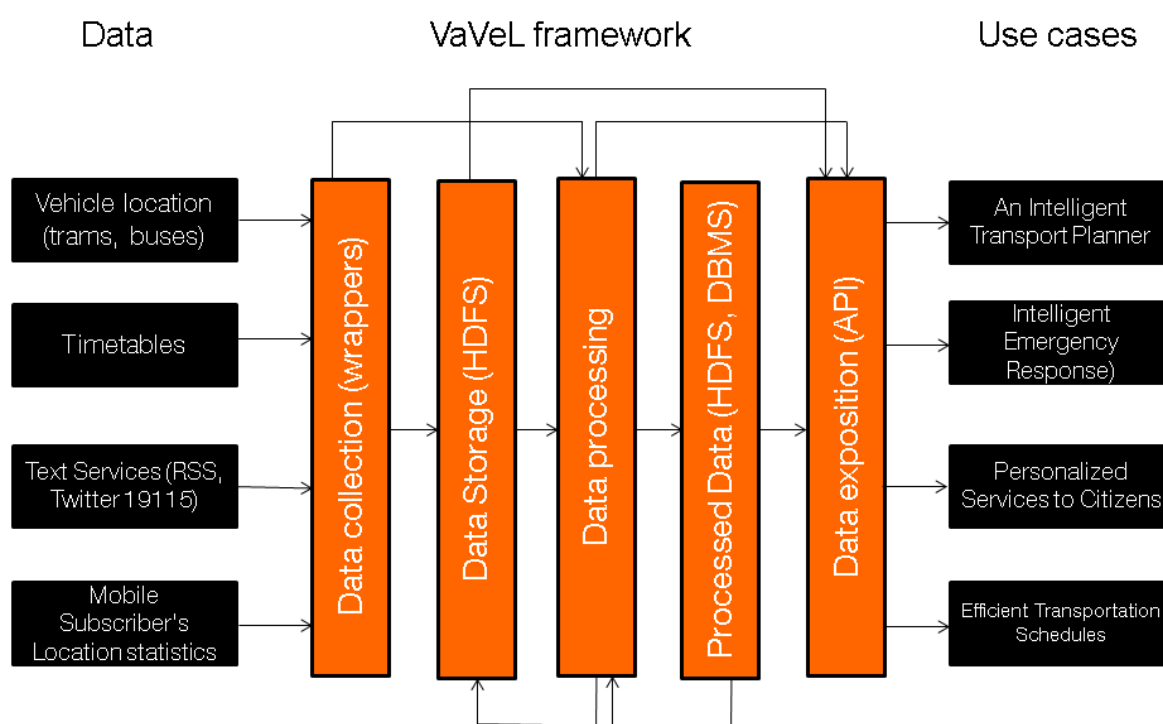 Data
VaVeL framework
Use cases
Vehicle location
(trams, buses)
Timetables
Text Services (RSS,
Twitter 19115)
Mobile
Subscriber's
Location statistics
Data collection (wrappers)
Data Storage (HDFS)
Data processing
Processed Data (HDFS, DBMS)
Data exposition (API)
An Intelligent
Transport Planner
Intelligent
Emergency
Response)
Personalized
Services to Citizens
Efficient Transportation
Schedules